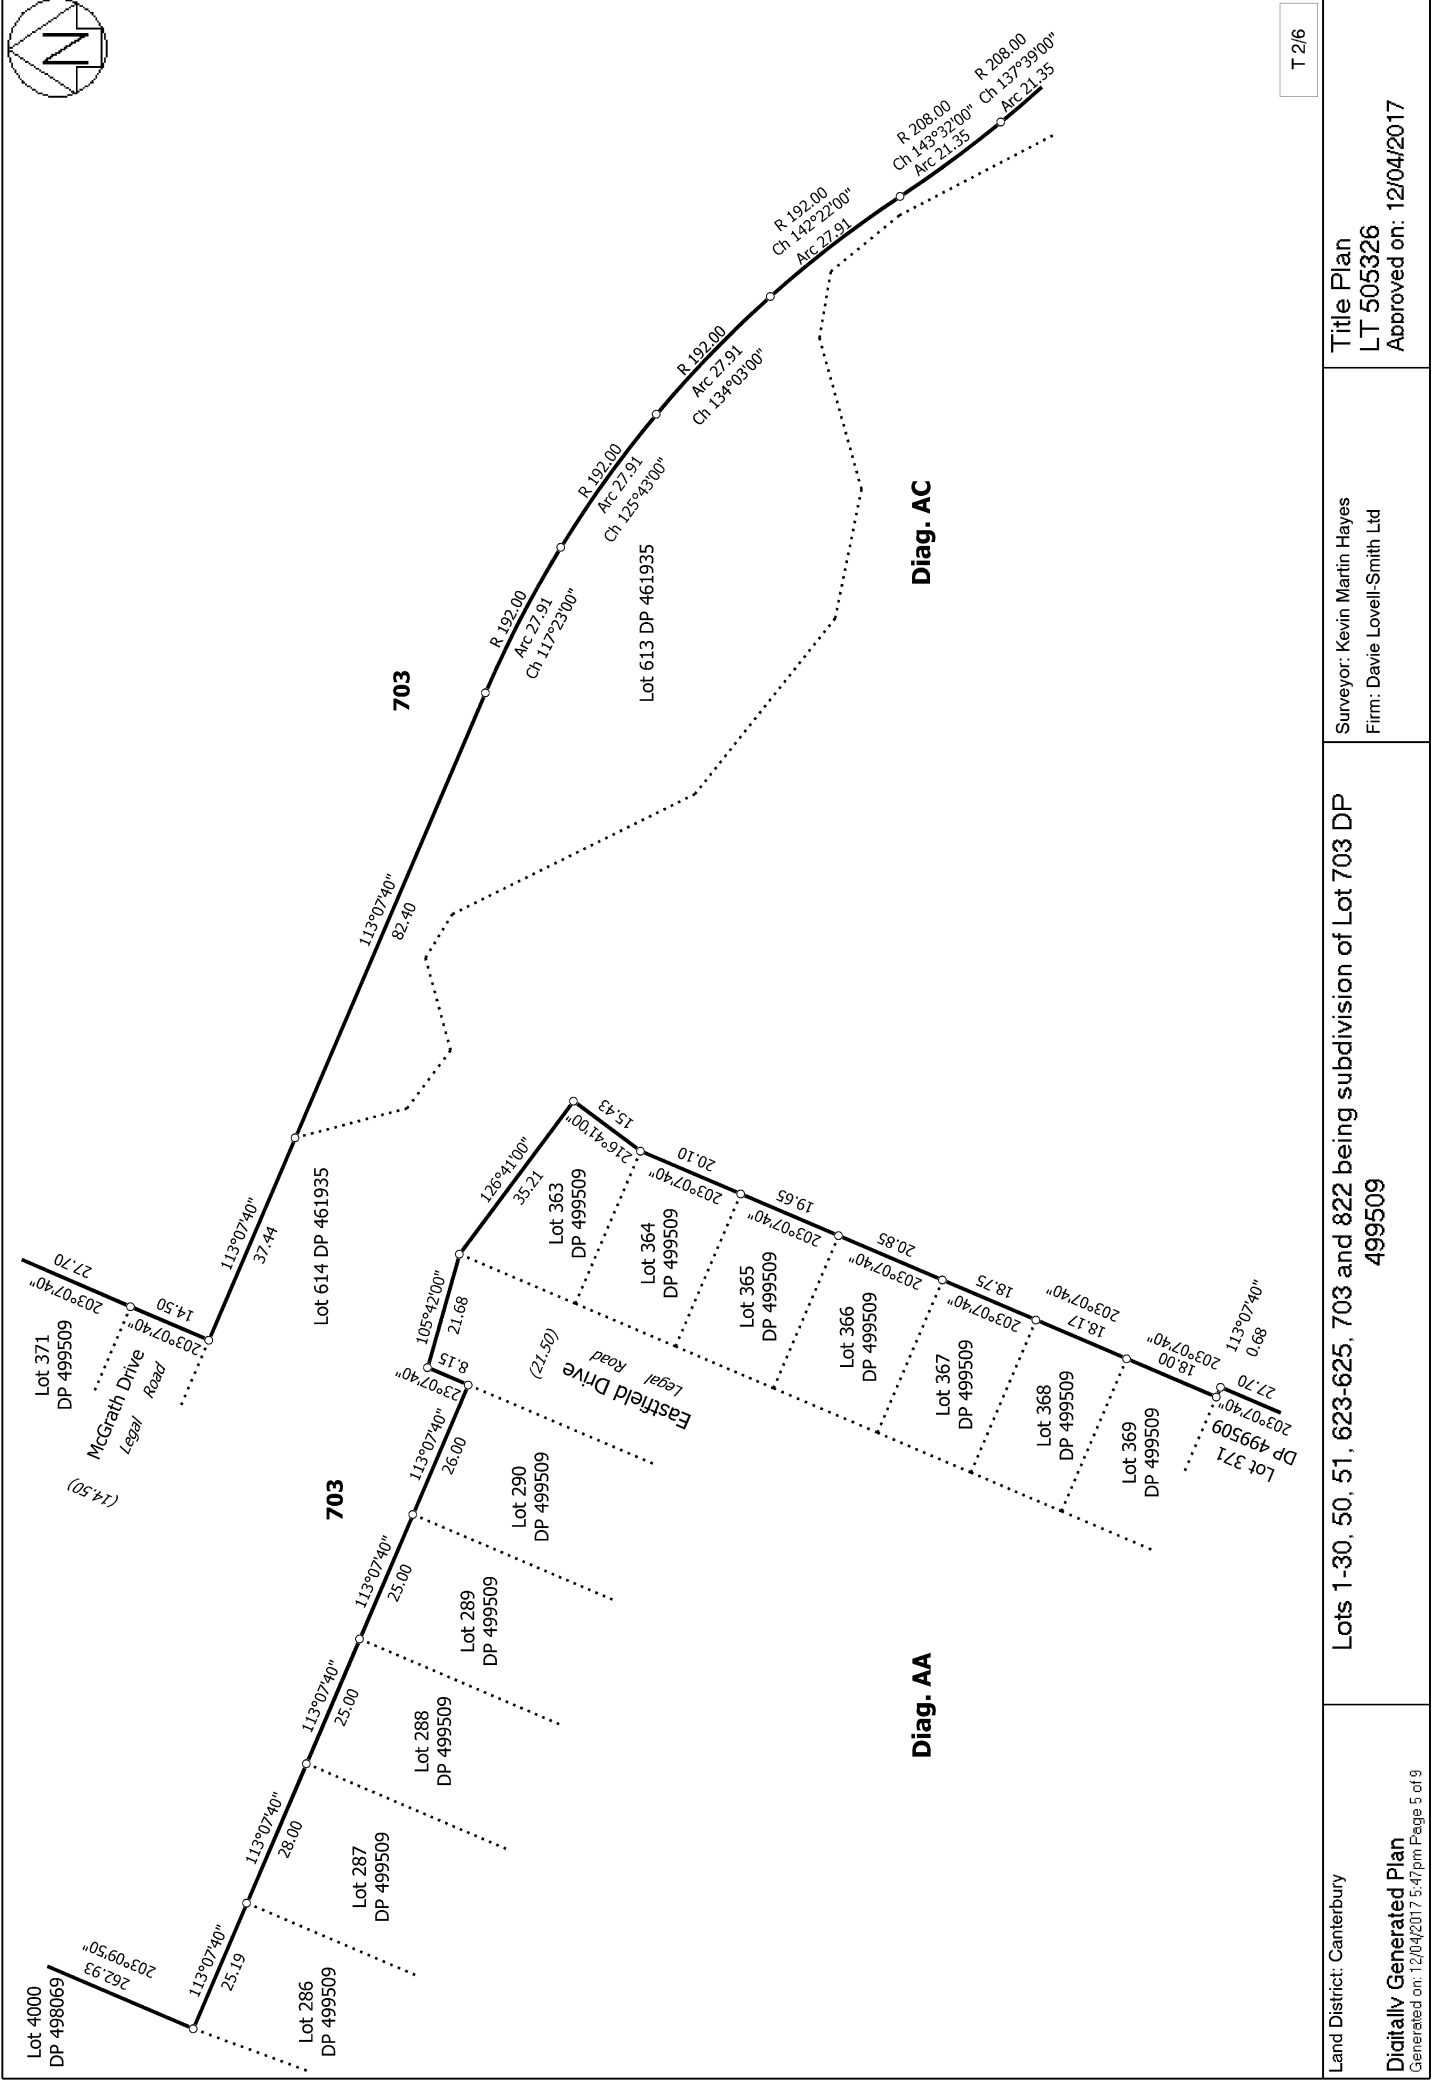 N
Lot 4000
DP 498069
262.93
203°09'50"
113°07'40"
25.19
Lot 286
DP 499509
113°07'40"
28.00
Lot 287
DP 499509
113°07'40"
25.00
Lot 288
DP 499509
113°07'40"
25.00
Lot 289
DP 499509
113°07'40"
26.00
Lot 290
DP 499509
703
23°07'40"
8.15
105°42'00"
21.68
126°41'00"
35.21
(21.50)
Eastfield Drive
Legal Road
216°41'00"
15.43
Lot 363
DP 499509
203°07'40"
20.10
Lot 364
DP 499509
203°07'40"
19.65
Lot 365
DP 499509
203°07'40"
20.85
Lot 366
DP 499509
203°07'40"
18.75
Lot 367
DP 499509
203°07'40"
18.17
Lot 368
DP 499509
203°07'40"
18.00
Lot 369
DP 499509
113°07'40"
0.68
203°07'40"
27.70
Lot 371
DP 499509
Diag. AA
Lot 371
DP 499509
203°07'40"
27.70
203°07'40"
14.50
McGrath Drive
Legal Road
(14.50)
113°07'40"
37.44
Lot 614 DP 461935
113°07'40"
82.40
703
R 192.00
Arc 27.91
Ch 117°23'00"
Lot 613 DP 461935
R 192.00
Arc 27.91
Ch 125°43'00"
R 192.00
Arc 27.91
Ch 134°03'00"
R 192.00
Ch 142°22'00"
Arc 27.91
R 208.00
Ch 143°32'00"
Arc 21.35
R 208.00
Ch 137°39'00"
Arc 21.35
Diag. AC
T 2/6
Land District: Canterbury
Digitally Generated Plan
Generated on: 12/04/2017 5:47pm Page 5 of 9
Lots 1-30, 50, 51, 623-625, 703 and 822 being subdivision of Lot 703 DP
499509
Surveyor: Kevin Martin Hayes
Firm: Davie Lovell-Smith Ltd
Title Plan
LT 505326
Approved on: 12/04/2017